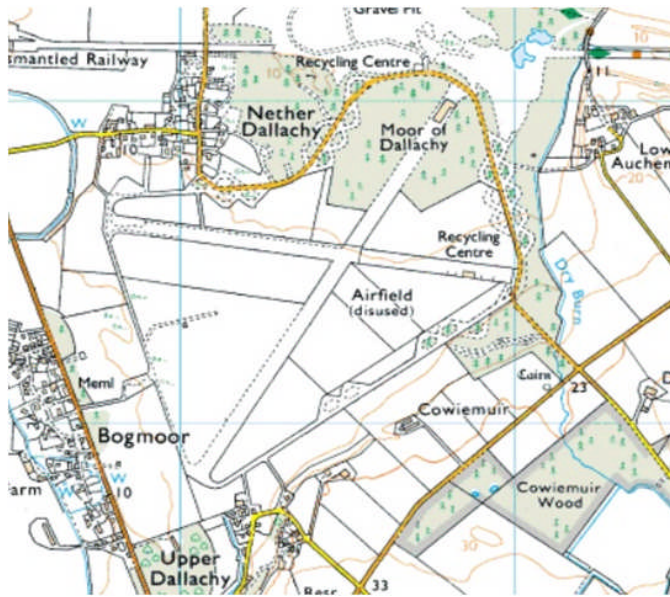 Gravel Pit
smantled Railway
Recycling Centre
10
10
11
Nether
Dallachy
Moor of
Dallachy
W
10
Low
Auchen
20
Recycling
Centre
Dry Burn
Airfield
(disused)
Meml
Cairn
23
Bogmoor
Cowiemuir
W
W
10
arm
Cowiemuir
Wood
30
Upper
Dallachy
33
Resr